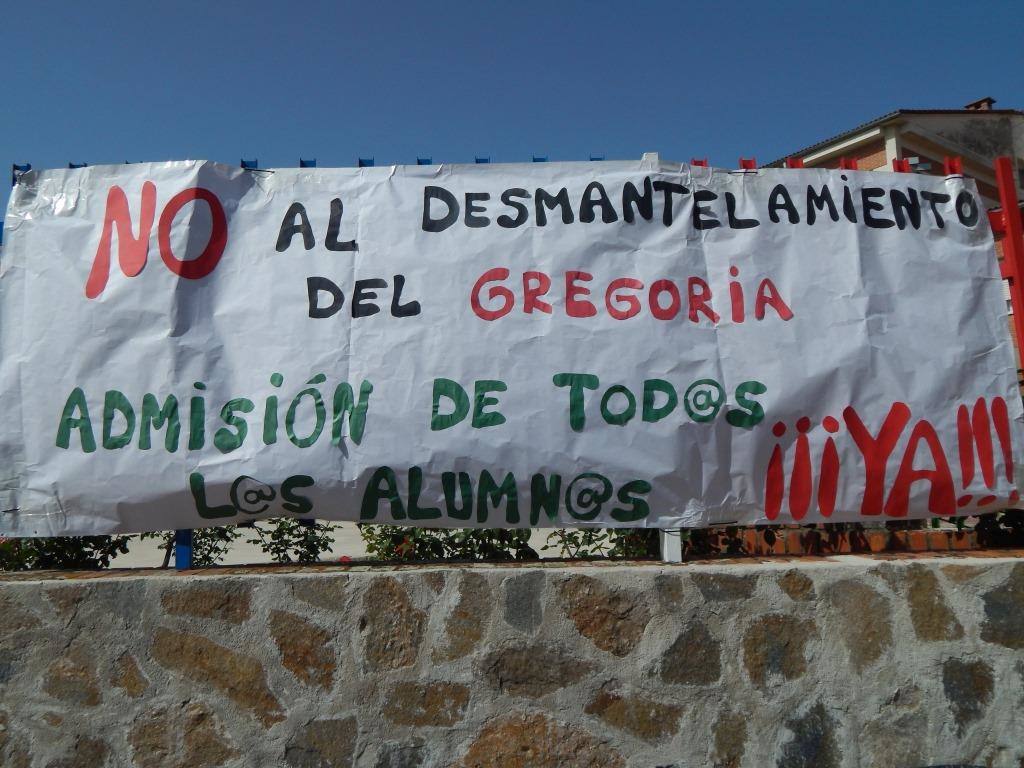 NO AL DESMANTELAMIENTO
DEL GREGORIA
ADMISIÓN DE TOD@S
L@S ALUMN@S ¡¡¡YA!!!